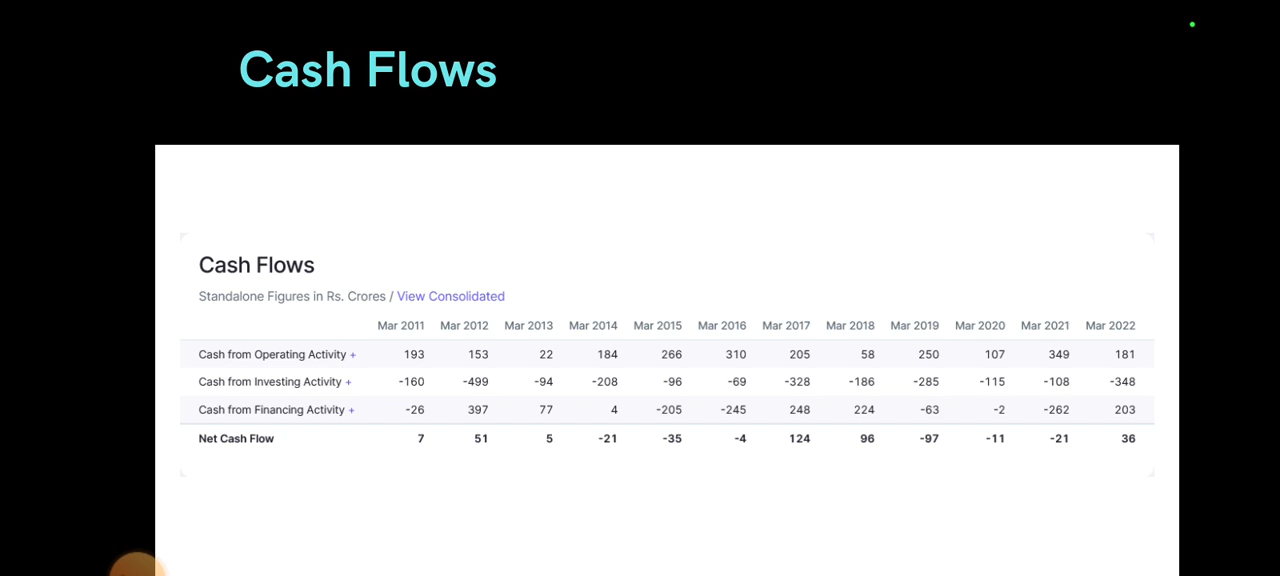 Cash Flows
Cash Flows
Standalone Figures in Rs. Crores / View Consolidated
Mar 2011 Mar 2012 Mar 2013 Mar 2014 Mar 2015 Mar 2016 Mar 2017 Mar 2018 Mar 2019 Mar 2020 Mar 2021 Mar 2022
Cash from Operating Activity + 193 153 22 184 266 310 205 58 250 107 349 181
Cash from Investing Activity + -160 -499 -94 -208 -96 -69 -328 -186 -285 -115 -108 -348
Cash from Financing Activity + -26 397 77 4 -205 -245 248 224 -63 -2 -262 203
Net Cash Flow 7 51 5 -21 -35 -4 124 96 -97 -11 -21 36